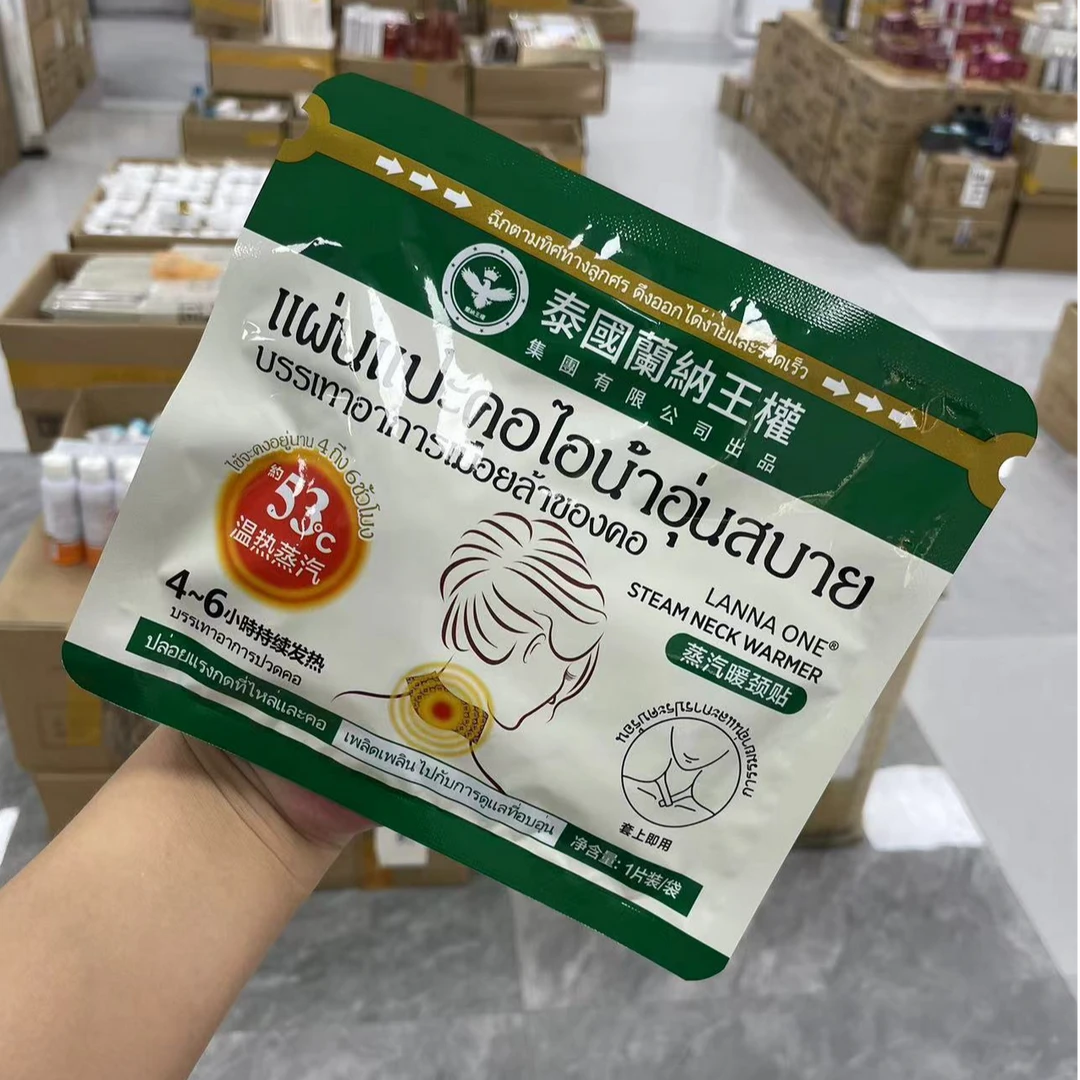 ฉีกตามทิศทางลูกศร ดึงออกได้ง่ายและรวดเร็ว
泰國蘭納王權
集團有限公司出品
แผ่นแปะคอไอน้ำอุ่นสบาย
บรรเทาอาการเมื่อยล้าของคอ
ใช้จะคงอยู่นาน 4 ถึง 6 ชั่วโมง
約
53℃
温热蒸汽
4~6小時持续发热
บรรเทาอาการปวดคอ
LANNA ONE®
STEAM NECK WARMER
蒸汽暖颈贴
套上即用
ปล่อยแรงกดที่ไหล่และคอ
เพลิดเพลินไปกับการดูแลที่อบอุ่น
净含量: 1片装/袋